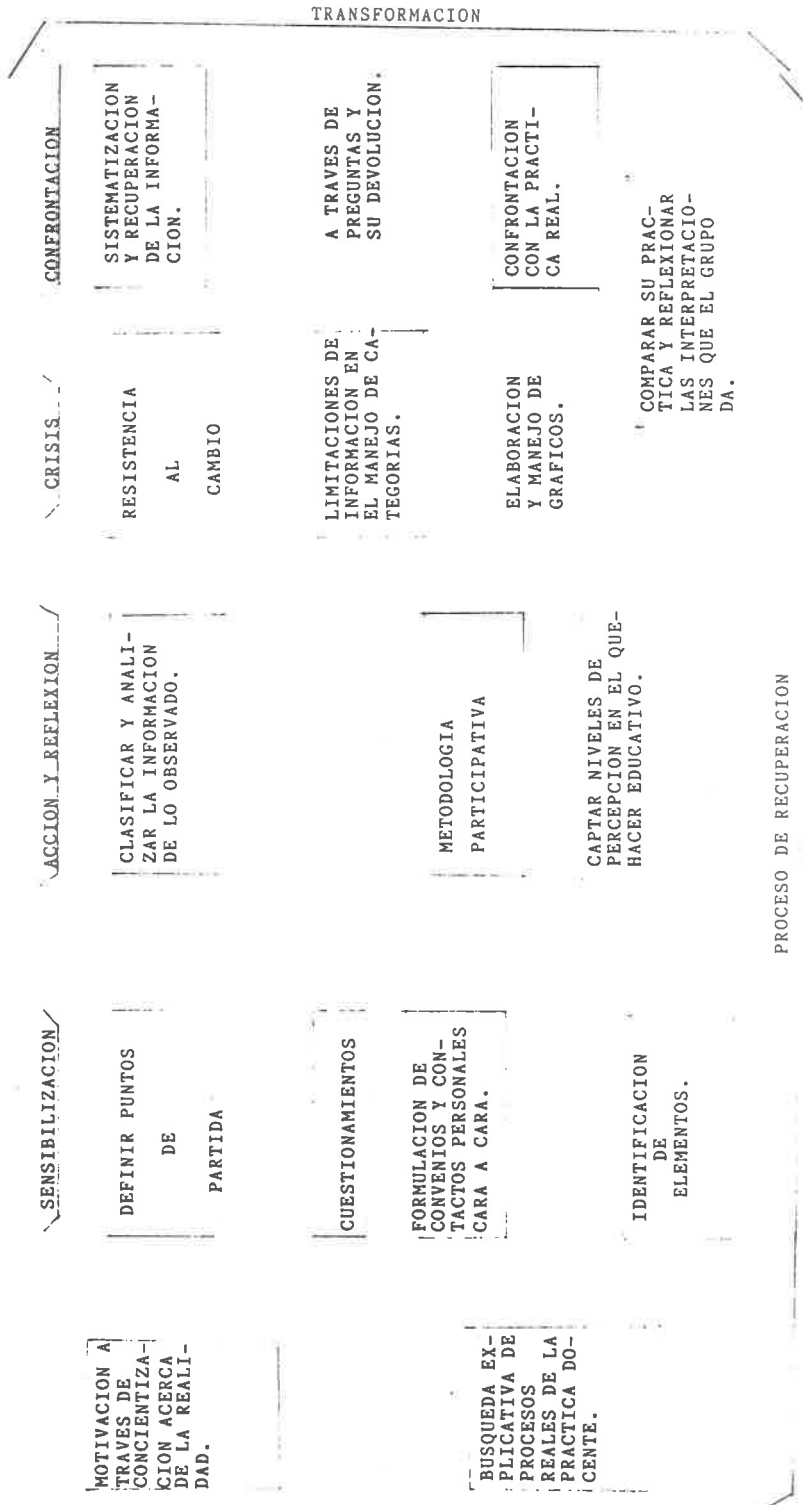 MOTIVACION A
TRAVES DE
CONCIENTIZA-
CION ACERCA
DE LA REALI-
DAD.
BUSQUEDA EX-
PLICATIVA DE
PROCESOS
REALES DE LA
PRACTICA DO-
CENTE.
SENSIBILIZACION
DEFINIR PUNTOS
DE
PARTIDA
CUESTIONAMIENTOS
FORMULACION DE
CONVENIOS Y CON-
TACTOS PERSONALES
CARA A CARA.
IDENTIFICACION
DE
ELEMENTOS.
ACCION Y REFLEXION
CLASIFICAR Y ANALI-
ZAR LA INFORMACION
DE LO OBSERVADO.
METODOLOGIA
PARTICIPATIVA
CAPTAR NIVELES DE
PERCEPCION EN EL QUE-
HACER EDUCATIVO.
CRISIS
RESISTENCIA
AL
CAMBIO
LIMITACIONES DE
INFORMACION EN
EL MANEJO DE CA-
TEGORIAS.
ELABORACION
Y MANEJO DE
GRAFICOS.
CONFRONTACION
SISTEMATIZACION
Y RECUPERACION
DE LA INFORMA-
CION.
A TRAVES DE
PREGUNTAS Y
SU DEVOLUCION.
CONFRONTACION
CON LA PRACTI-
CA REAL.
COMPARAR SU PRAC-
TICA Y REFLEXIONAR
LAS INTERPRETACIO-
NES QUE EL GRUPO
DA.
TRANSFORMACION
PROCESO DE RECUPERACION